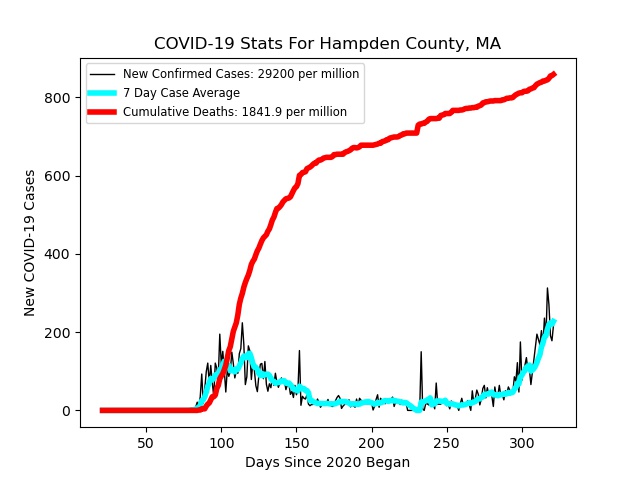 COVID-19 Stats For Hampden County, MA
New Confirmed Cases: 29200 per million
7 Day Case Average
Cumulative Deaths: 1841.9 per million
New COVID-19 Cases
800
600
400
200
0
50 100 150 200 250 300
Days Since 2020 Began